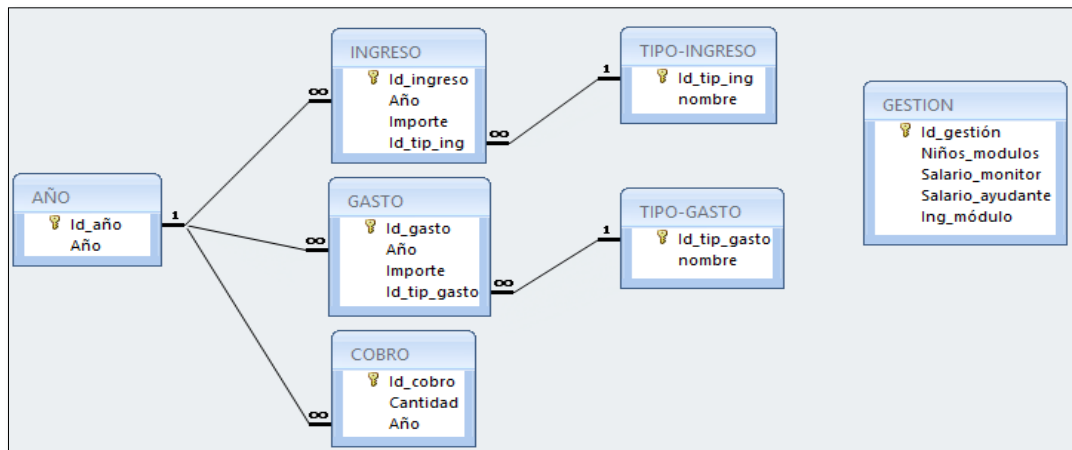 AÑO
Id_año
Año
1
INGRESO
Id_ingreso
Año
Importe
Id_tip_ing
∞
∞
GASTO
Id_gasto
Año
Importe
Id_tip_gasto
∞
∞
COBRO
Id_cobro
Cantidad
Año
∞
TIPO-INGRESO
Id_tip_ing
nombre
1
TIPO-GASTO
Id_tip_gasto
nombre
1
GESTION
Id_gestión
Niños_modulos
Salario_monitor
Salario_ayudante
Ing_módulo